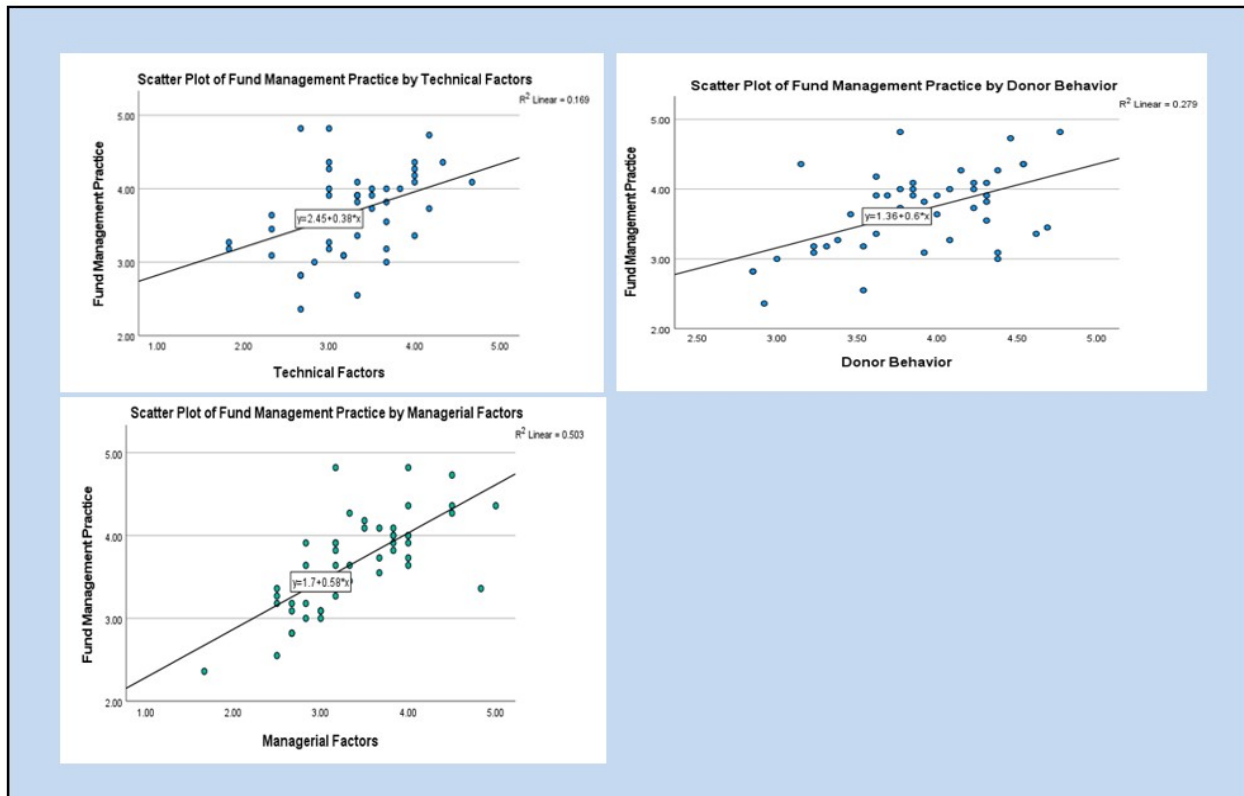 Scatter Plot of Fund Management Practice by Technical Factors
R2 Linear = 0.169
Fund Management Practice
5.00
4.00
3.00
2.00
y=2.45+0.38*x
1.00 2.00 3.00 4.00 5.00
Technical Factors
Scatter Plot of Fund Management Practice by Donor Behavior
R2 Linear = 0.279
Fund Management Practice
5.00
4.00
3.00
2.00
y=1.36+0.6*x
2.50 3.00 3.50 4.00 4.50 5.00
Donor Behavior
Scatter Plot of Fund Management Practice by Managerial Factors
R2 Linear = 0.503
Fund Management Practice
5.00
4.00
3.00
2.00
y=1.7+0.58*x
1.00 2.00 3.00 4.00 5.00
Managerial Factors